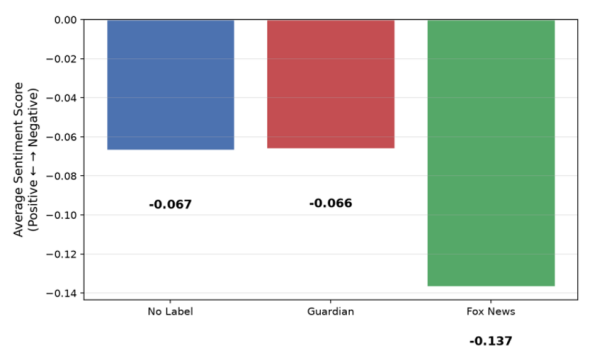 Average Sentiment Score
(Positive ← → Negative)
0.00
−0.02
−0.04
−0.06
−0.08
−0.10
−0.12
−0.14
-0.067
-0.066
-0.137
No Label
Guardian
Fox News